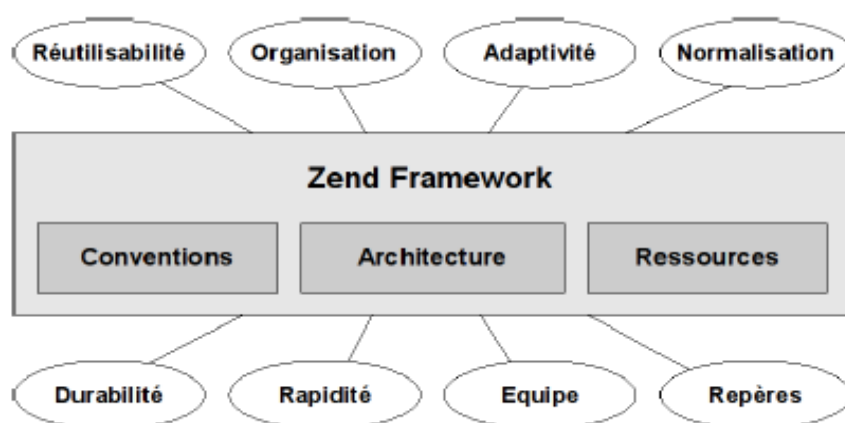 Réutilisabilité
Organisation
Adaptivité
Normalisation
Zend Framework
Conventions
Architecture
Ressources
Durabilité
Rapidité
Equipe
Repères